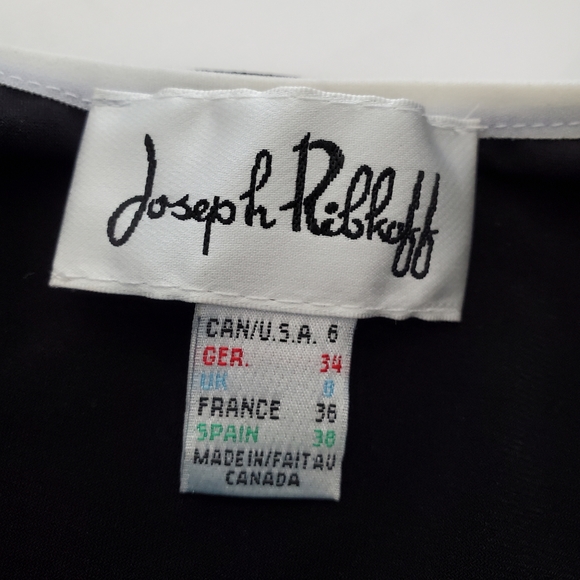 Joseph Ribkoff
CAN/U.S.A. 6
GER. 34
UK 8
FRANCE 36
SPAIN 38
MADE IN/FAIT AU
CANADA